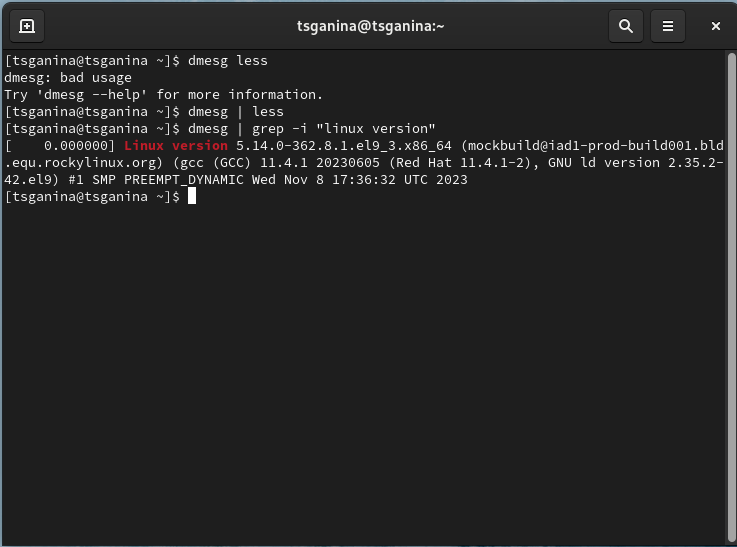 tsganina@tsganina:~
[tsganina@tsganina ~]$ dmesg less
dmesg: bad usage
Try 'dmesg --help' for more information.
[tsganina@tsganina ~]$ dmesg | less
[tsganina@tsganina ~]$ dmesg | grep -i "linux version"
[    0.000000] Linux version 5.14.0-362.8.1.el9_3.x86_64 (mockbuild@iad1-prod-build001.bld
.equ.rockylinux.org) (gcc (GCC) 11.4.1 20230605 (Red Hat 11.4.1-2), GNU ld version 2.35.2-
42.el9) #1 SMP PREEMPT_DYNAMIC Wed Nov 8 17:36:32 UTC 2023
[tsganina@tsganina ~]$